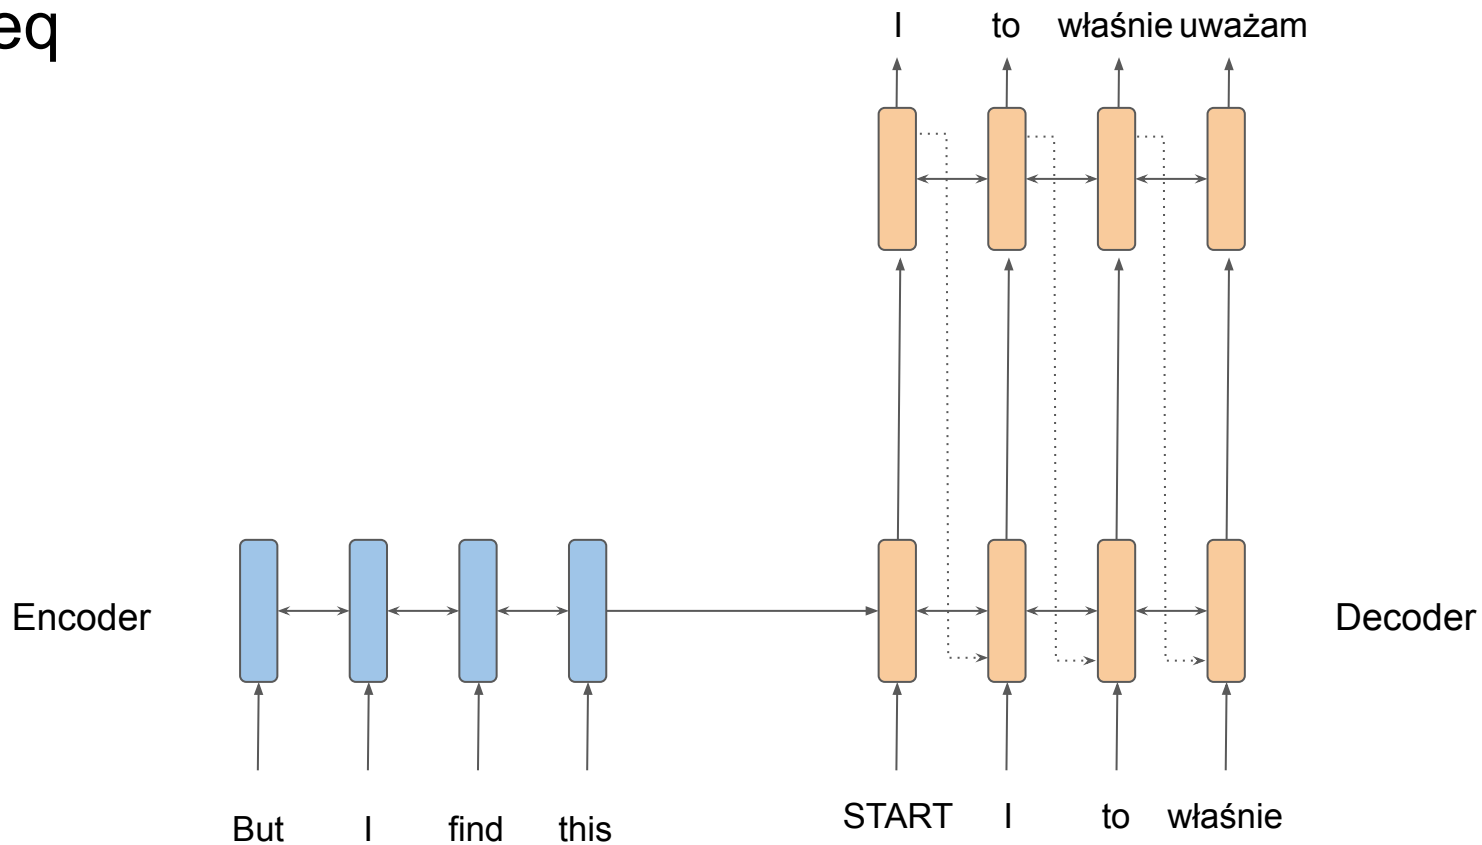 eq
I to właśnie uważam
Encoder
Decoder
But I find this
START I to właśnie